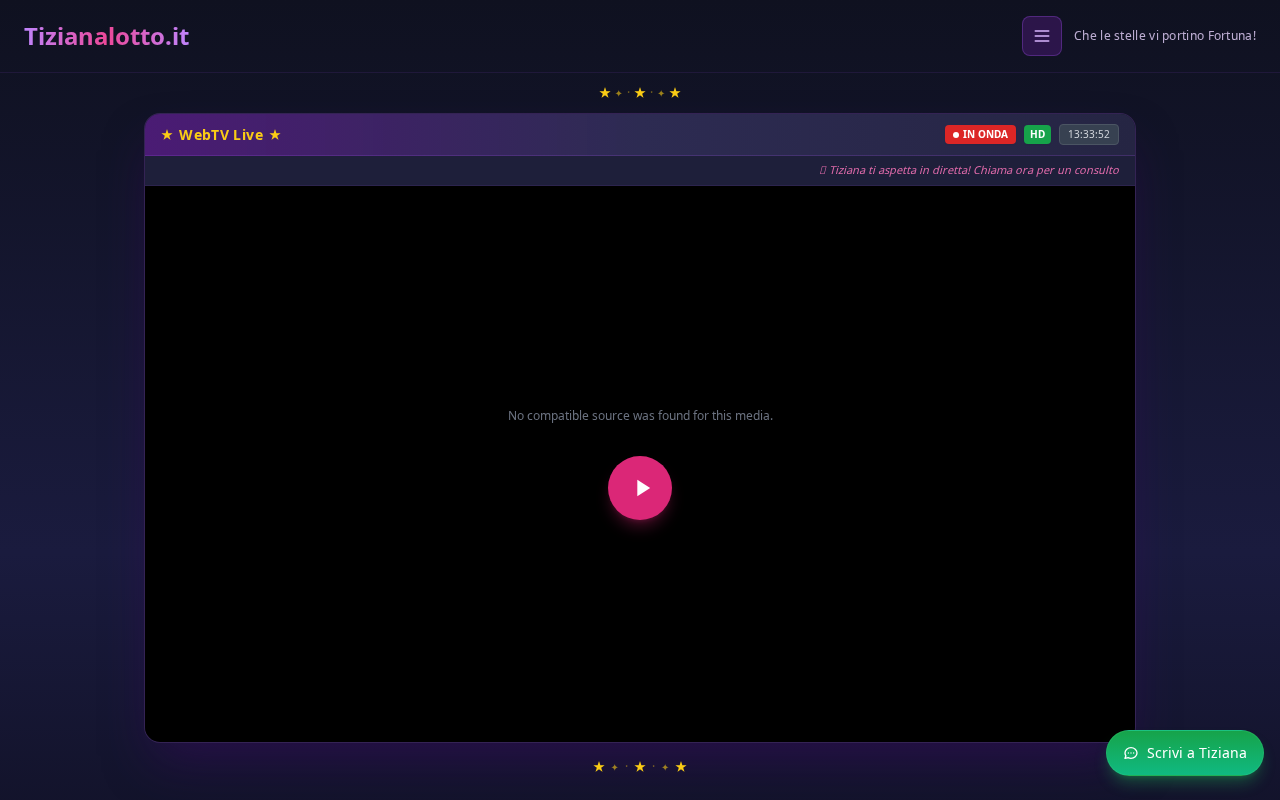 Tizianalotto.it
Che le stelle vi portino Fortuna!
★ WebTV Live ★
IN ONDA
HD
13:33:52
Tiziana ti aspetta in diretta! Chiama ora per un consulto
No compatible source was found for this media.
Scrivi a Tiziana